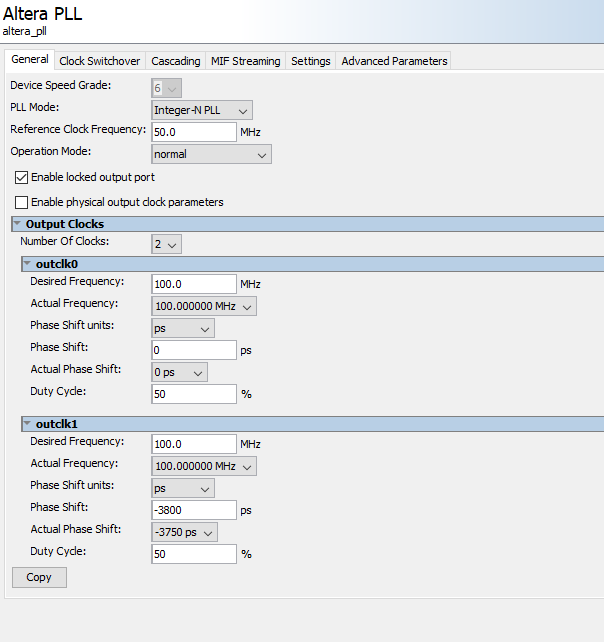 Altera PLL
altera_pll
General Clock Switchover Cascading MIF Streaming Settings Advanced Parameters
Device Speed Grade: 6
PLL Mode: Integer-N PLL
Reference Clock Frequency: 50.0 MHz
Operation Mode: normal
Enable locked output port
Enable physical output clock parameters
Output Clocks
Number Of Clocks: 2
outclk0
Desired Frequency: 100.0 MHz
Actual Frequency: 100.000000 MHz
Phase Shift units: ps
Phase Shift: 0 ps
Actual Phase Shift: 0 ps
Duty Cycle: 50 %
outclk1
Desired Frequency: 100.0 MHz
Actual Frequency: 100.000000 MHz
Phase Shift units: ps
Phase Shift: -3800 ps
Actual Phase Shift: -3750 ps
Duty Cycle: 50 %
Copy